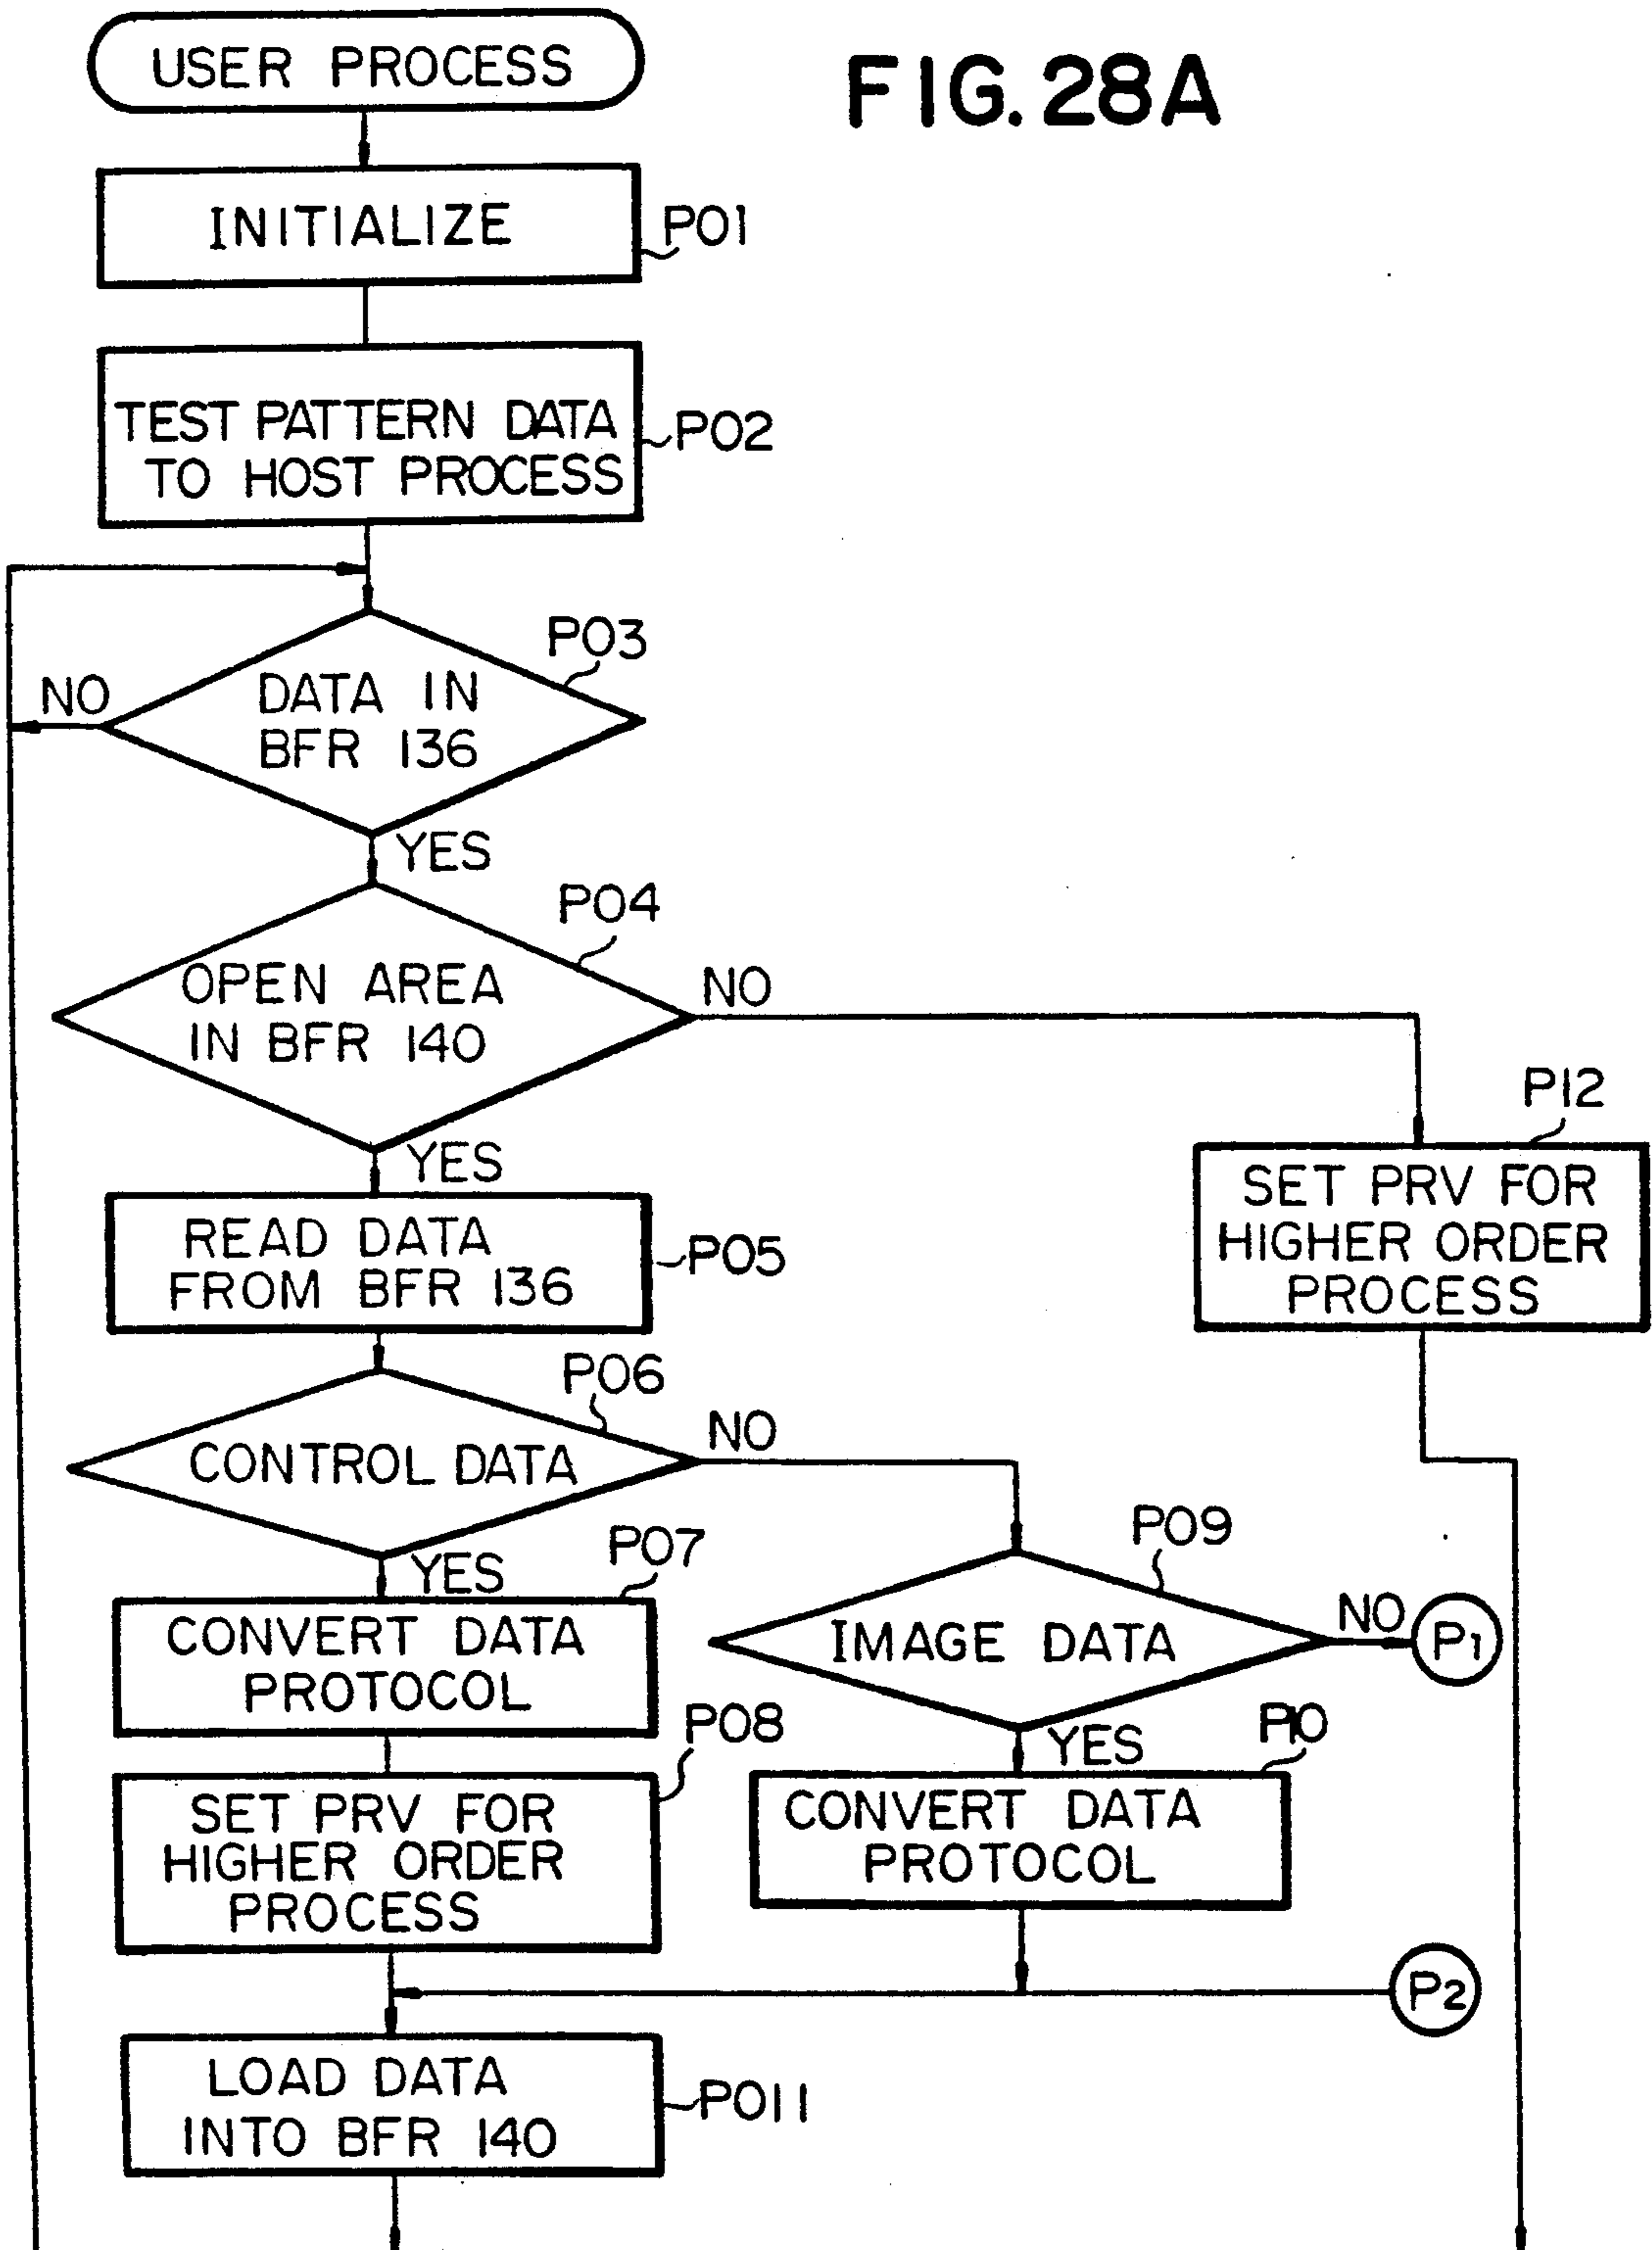 USER PROCESS
FIG. 28A
INITIALIZE
P01
TEST PATTERN DATA
TO HOST PROCESS
P02
P03
NO
DATA IN
BFR 136
YES
P04
OPEN AREA
IN BFR 140
NO
P12
YES
SET PRV FOR
HIGHER ORDER
PROCESS
READ DATA
FROM BFR 136
P05
P06
CONTROL DATA
NO
P07
YES
P09
CONVERT DATA
PROTOCOL
IMAGE DATA
NO
P1
P08
YES
P10
SET PRV FOR
HIGHER ORDER
PROCESS
CONVERT DATA
PROTOCOL
P2
LOAD DATA
INTO BFR 140
P011